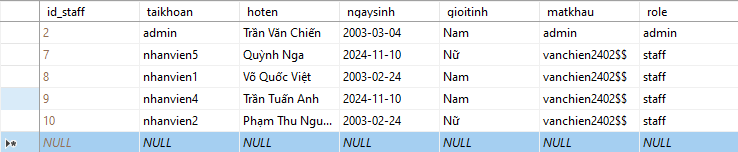 id_staff taikhoan hoten ngaysinh gioitinh matkhau role
2 admin Trần Văn Chiến 2003-03-04 Nam admin admin
7 nhanvien5 Quỳnh Nga 2024-11-10 Nữ vanchien2402$$ staff
8 nhanvien1 Võ Quốc Việt 2003-02-24 Nam vanchien2402$$ staff
9 nhanvien4 Trần Tuấn Anh 2024-11-10 Nam vanchien2402$$ staff
10 nhanvien2 Phạm Thu Ngu... 2003-02-24 Nữ vanchien2402$$ staff
NULL NULL NULL NULL NULL NULL NULL